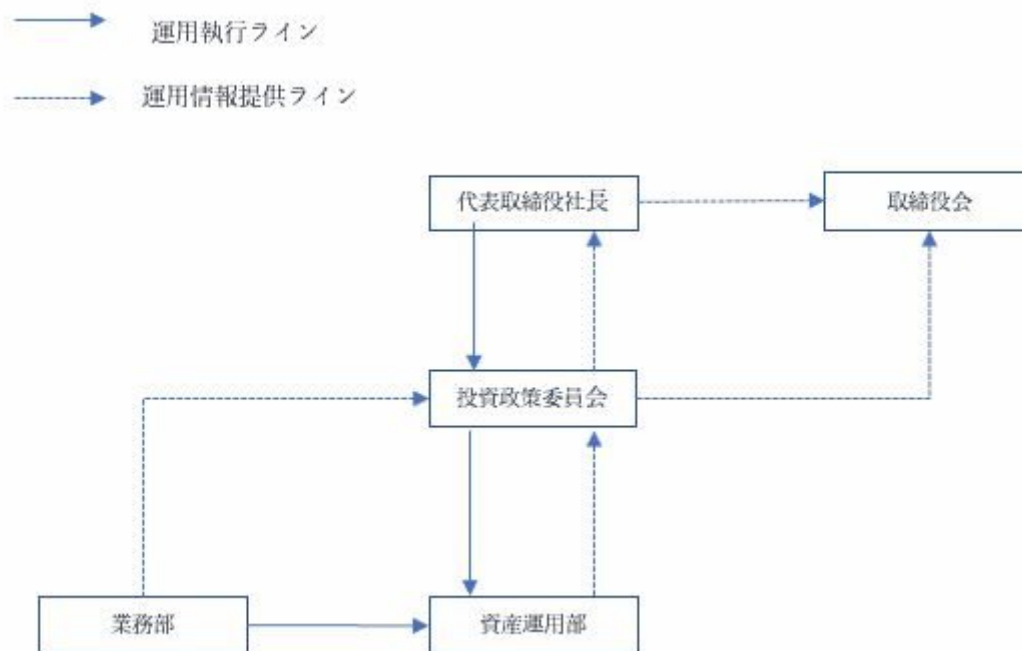 運用執行ライン
運用情報提供ライン
代表取締役社長
取締役会
投資政策委員会
業務部
資産運用部